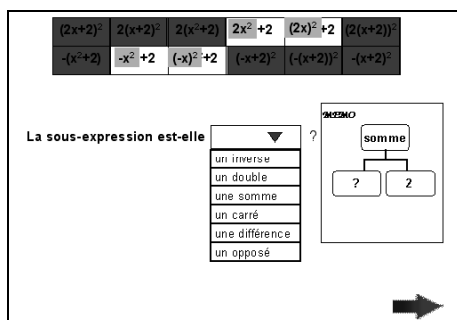 (2x+2)² 2(x+2)² 2(x²+2) 2x² +2 (2x)² +2 (2(x+2))²
-(x²+2) -x² +2 (-x)² +2 (-x+2)² (-(x+2))² -(x+2)²
MEMO
La sous-expression est-elle ?
somme
? 2
un inverse
un double
une somme
un carré
une différence
un opposé